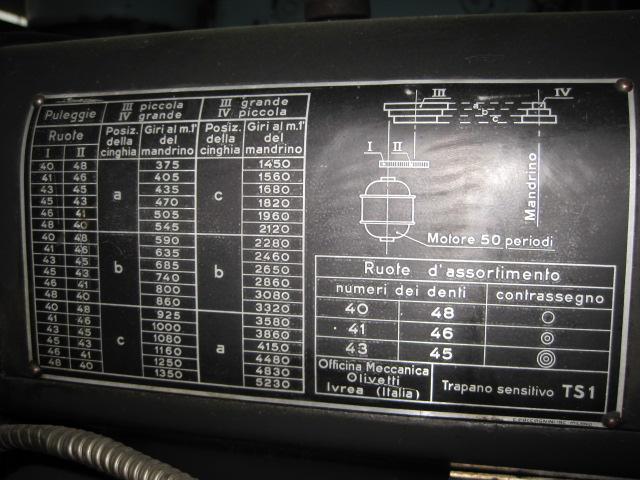 Puleggie III piccola IV grande III grande IV piccola
Ruote Posiz. della cinghia Giri al m.1' del mandrino Posiz. della cinghia Giri al m.1' del mandrino
I II
40 48 a 375 c 1450
41 46 405 1560
43 45 435 1680
45 43 470 1820
46 41 505 1960
48 40 545 2120
40 48 b 590 b 2280
41 46 635 2460
43 45 685 2650
45 43 740 2860
46 41 800 3080
48 40 860 3320
40 48 c 925 a 3580
41 46 1000 3860
43 45 1080 4150
45 43 1160 4480
46 41 1250 4830
48 40 1350 5230
III IV
a
b
c
I II
Mandrino
Motore 50 periodi
Ruote d'assortimento
numeri dei denti contrassegno
40 48
41 46
43 45
Officina Meccanica
Olivetti
Ivrea (Italia)
Trapano sensitivo TS1